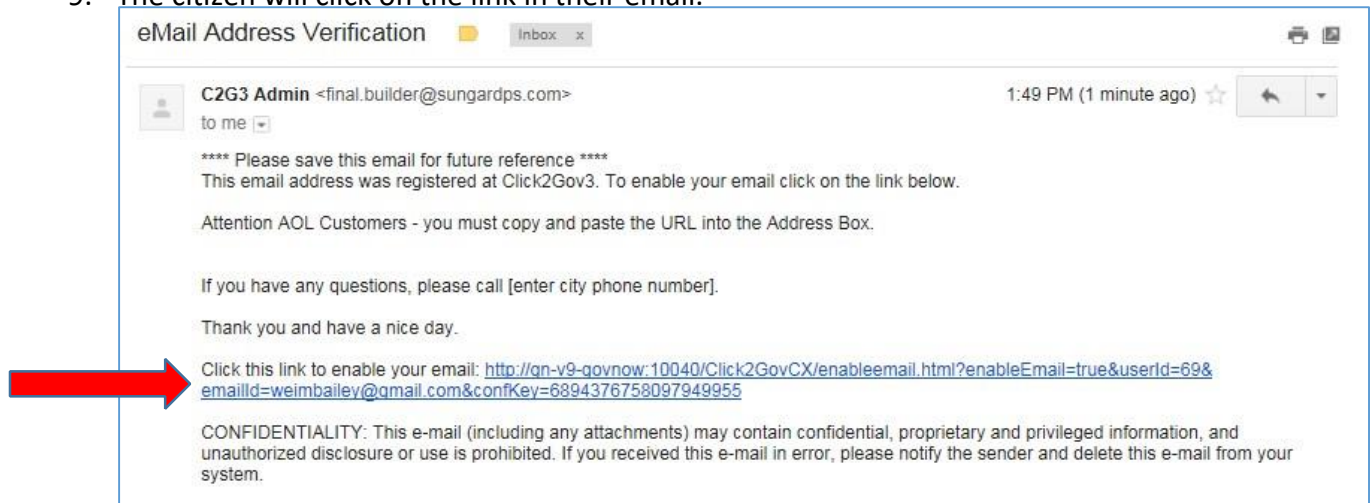 The citizen will click on the link in their email.
eMail Address Verification Inbox x
C2G3 Admin <final.builder@sungardps.com> 1:49 PM (1 minute ago)
to me
**** Please save this email for future reference ****
This email address was registered at Click2Gov3. To enable your email click on the link below.
Attention AOL Customers - you must copy and paste the URL into the Address Box.
If you have any questions, please call [enter city phone number].
Thank you and have a nice day.
Click this link to enable your email: http://gn-v9-govnow:10040/Click2GovCX/enableemail.html?enableEmail=true&userId=69&
emailId=weimbailey@gmail.com&confKey=6894376758097949955
CONFIDENTIALITY: This e-mail (including any attachments) may contain confidential, proprietary and privileged information, and
unauthorized disclosure or use is prohibited. If you received this e-mail in error, please notify the sender and delete this e-mail from your
system.